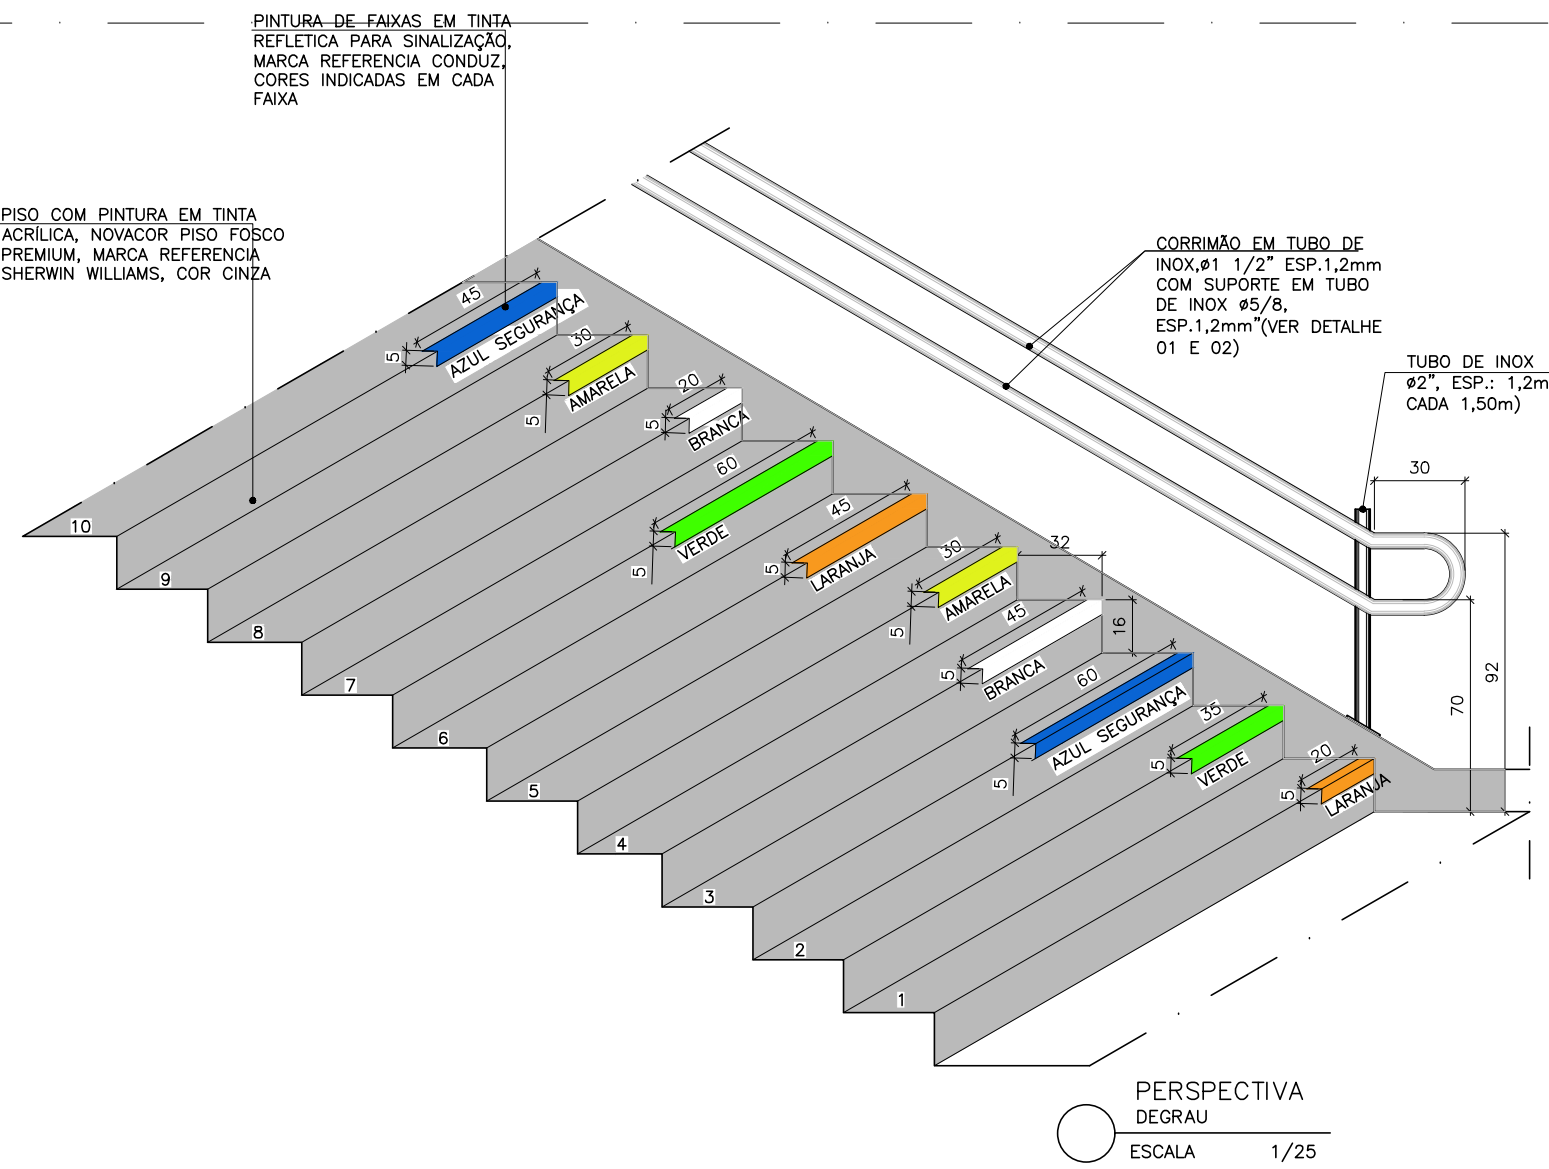 PINTURA DE FAIXAS EM TINTA
REFLETICA PARA SINALIZAÇÃO,
MARCA REFERENCIA CONDUZ,
CORES INDICADAS EM CADA
FAIXA
PISO COM PINTURA EM TINTA
ACRÍLICA, NOVACOR PISO FOSCO
PREMIUM, MARCA REFERENCIA
SHERWIN WILLIAMS, COR CINZA
CORRIMÃO EM TUBO DE
INOX,ø1 1/2” ESP.1,2mm
COM SUPORTE EM TUBO
DE INOX ø5/8,
ESP.1,2mm”(VER DETALHE
01 E 02)
TUBO DE INOX
ø2”, ESP.: 1,2m
CADA 1,50m)
45
5
AZUL SEGURANÇA
30
5
AMARELA
20
5
BRANCA
60
5
VERDE
45
5
LARANJA
30
5
AMARELA
32
16
45
5
BRANCA
60
5
AZUL SEGURANÇA
35
5
VERDE
20
5
LARANJA
30
92
70
10
9
8
7
6
5
4
3
2
1
PERSPECTIVA
DEGRAU
ESCALA 1/25